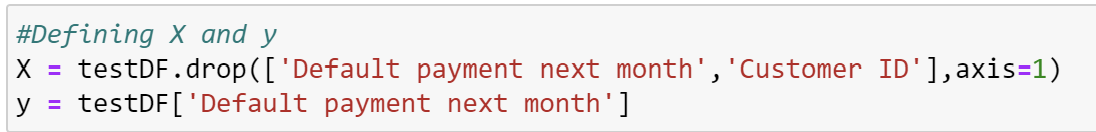 #Defining X and y
X = testDF.drop(['Default payment next month','Customer ID'],axis=1)
y = testDF['Default payment next month']